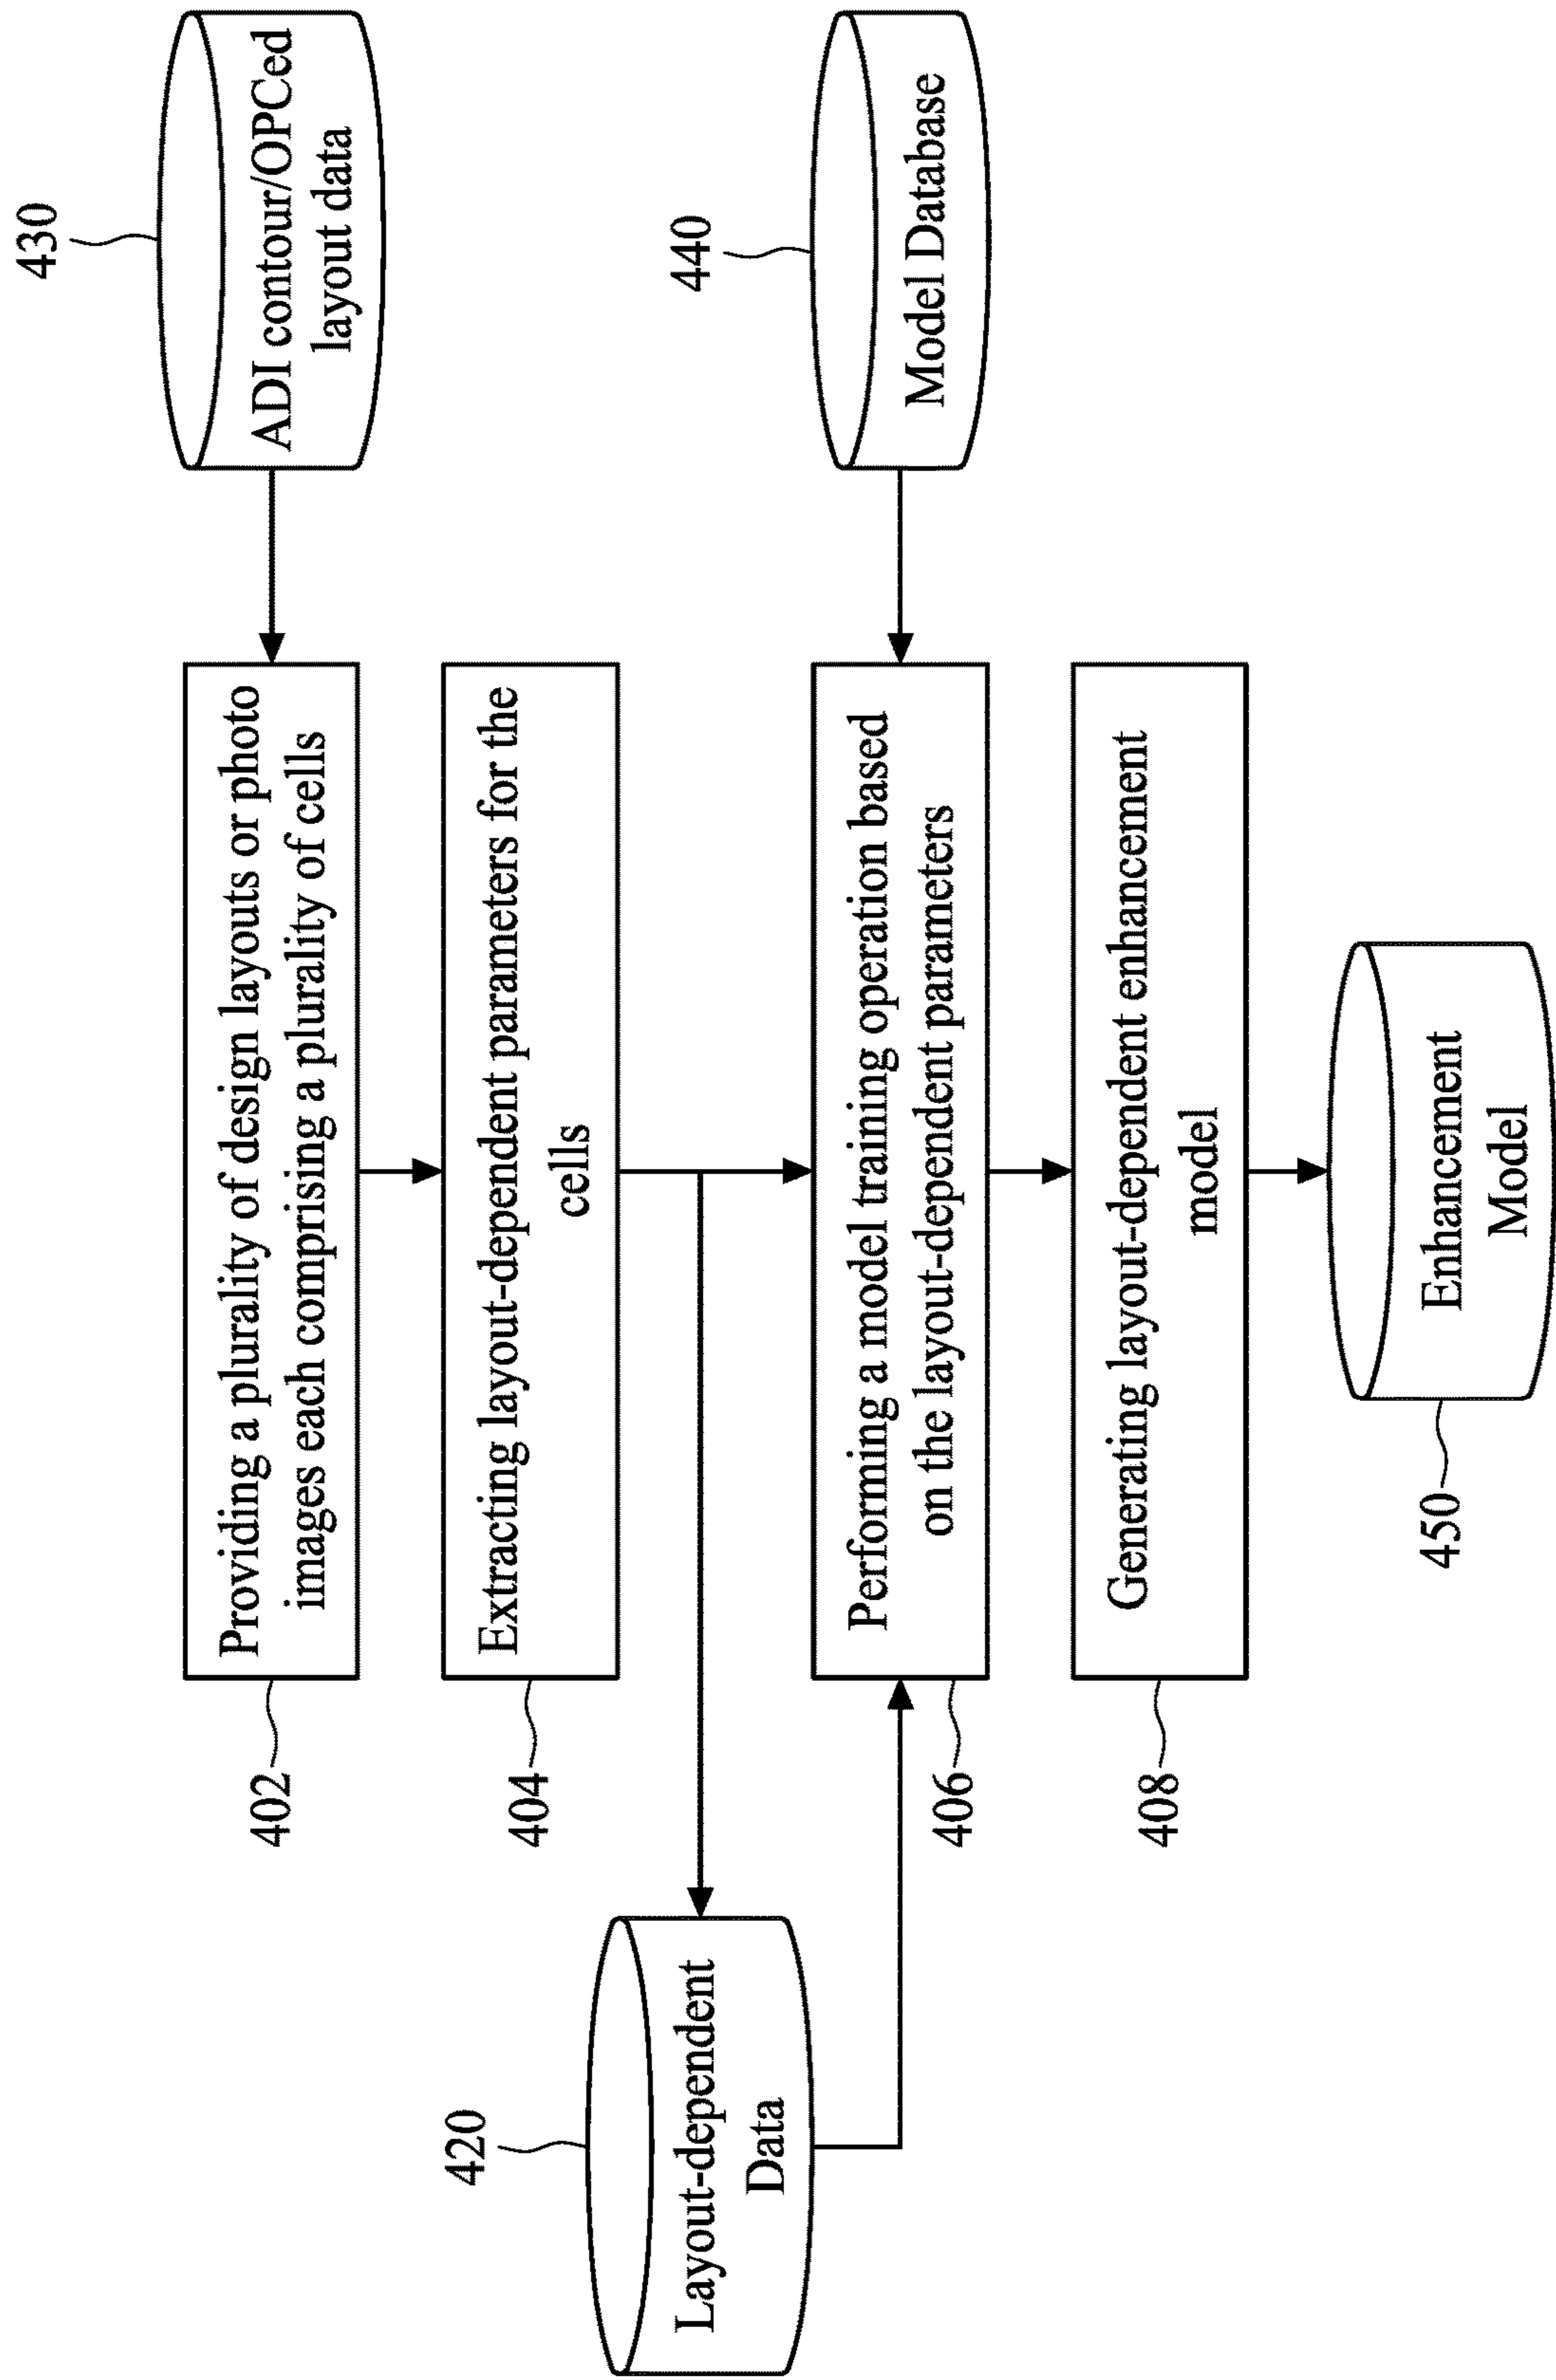 430
ADI contour/OPCed
layout data
402
Providing a plurality of design layouts or photo
images each comprising a plurality of cells
404
Extracting layout-dependent parameters for the
cells
420
Layout-dependent
Data
440
Model Database
406
Performing a model training operation based
on the layout-dependent parameters
408
Generating layout-dependent enhancement
model
450
Enhancement
Model